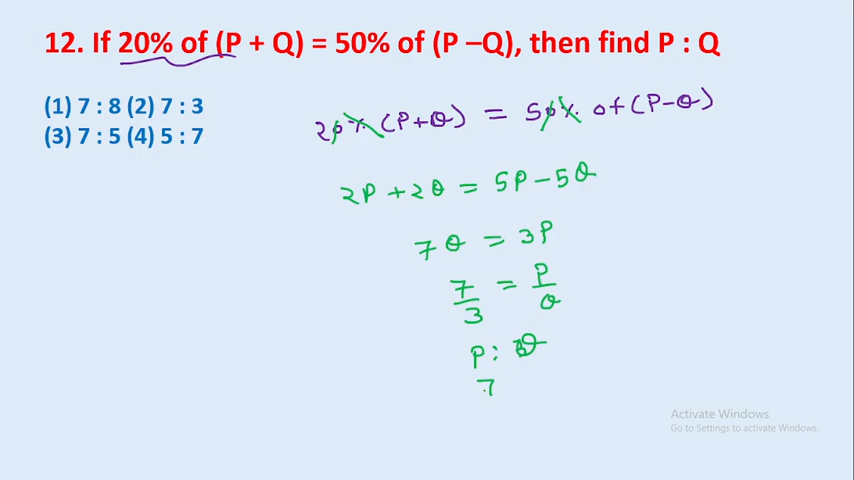 12. If 20% of (P + Q) = 50% of (P –Q), then find P : Q
(1) 7 : 8 (2) 7 : 3
(3) 7 : 5 (4) 5 : 7
20% (P+Q) = 50% of (P-Q)
2P + 2Q = 5P - 5Q
7Q = 3P
7/3 = P/Q
P : Q
7
Activate Windows
Go to Settings to activate Windows.